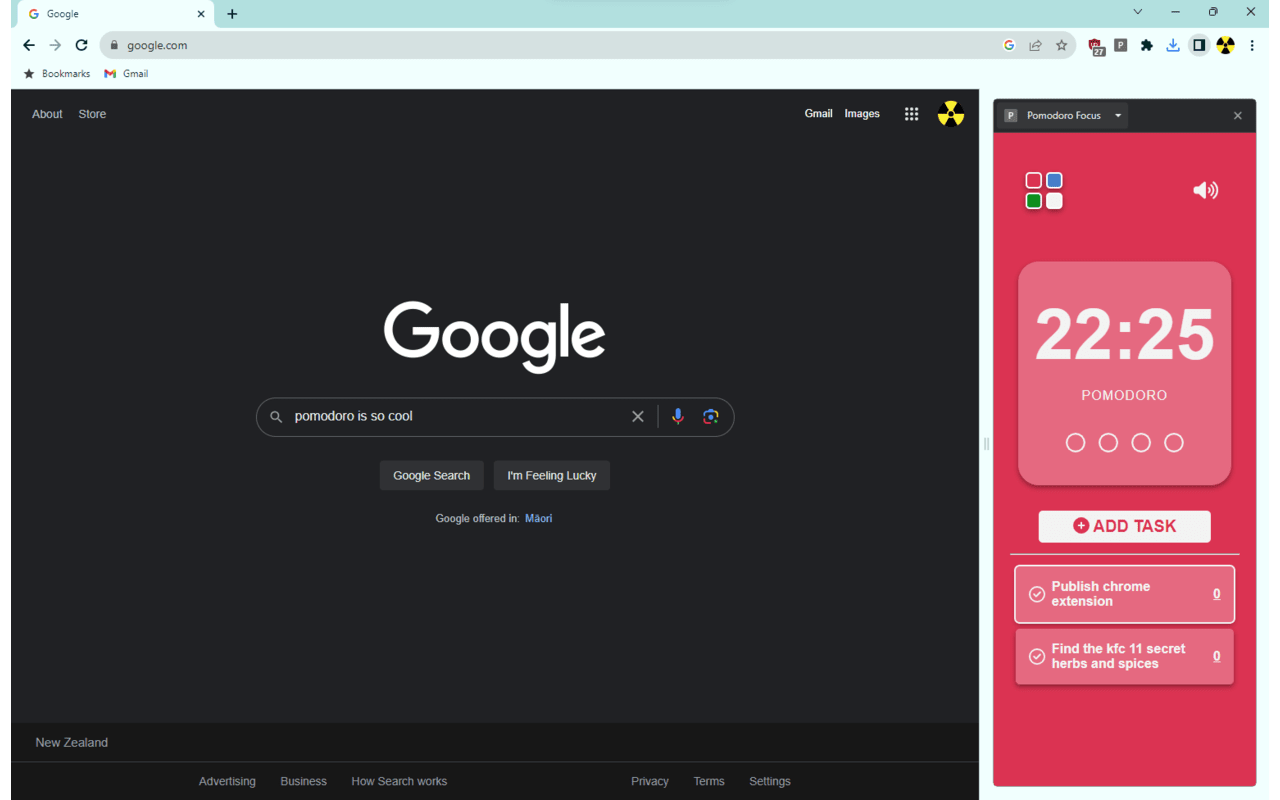 Google
google.com
27
P
Bookmarks
Gmail
About
Store
Gmail
Images
P
Pomodoro Focus
Google
pomodoro is so cool
Google Search
I'm Feeling Lucky
Google offered in: Māori
22:25
POMODORO
ADD TASK
Publish chrome
extension
0
Find the kfc 11 secret
herbs and spices
0
New Zealand
Advertising
Business
How Search works
Privacy
Terms
Settings